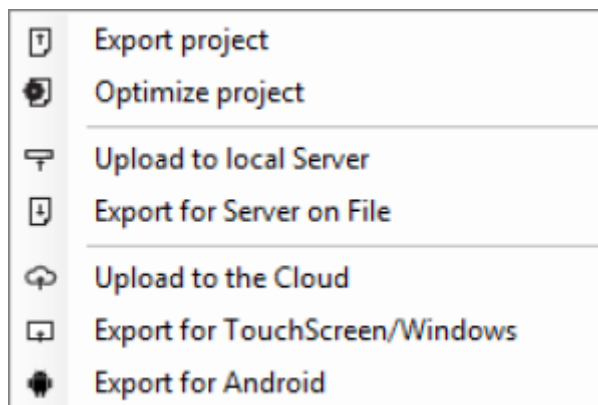 Export project
Optimize project
Upload to local Server
Export for Server on File
Upload to the Cloud
Export for TouchScreen/Windows
Export for Android